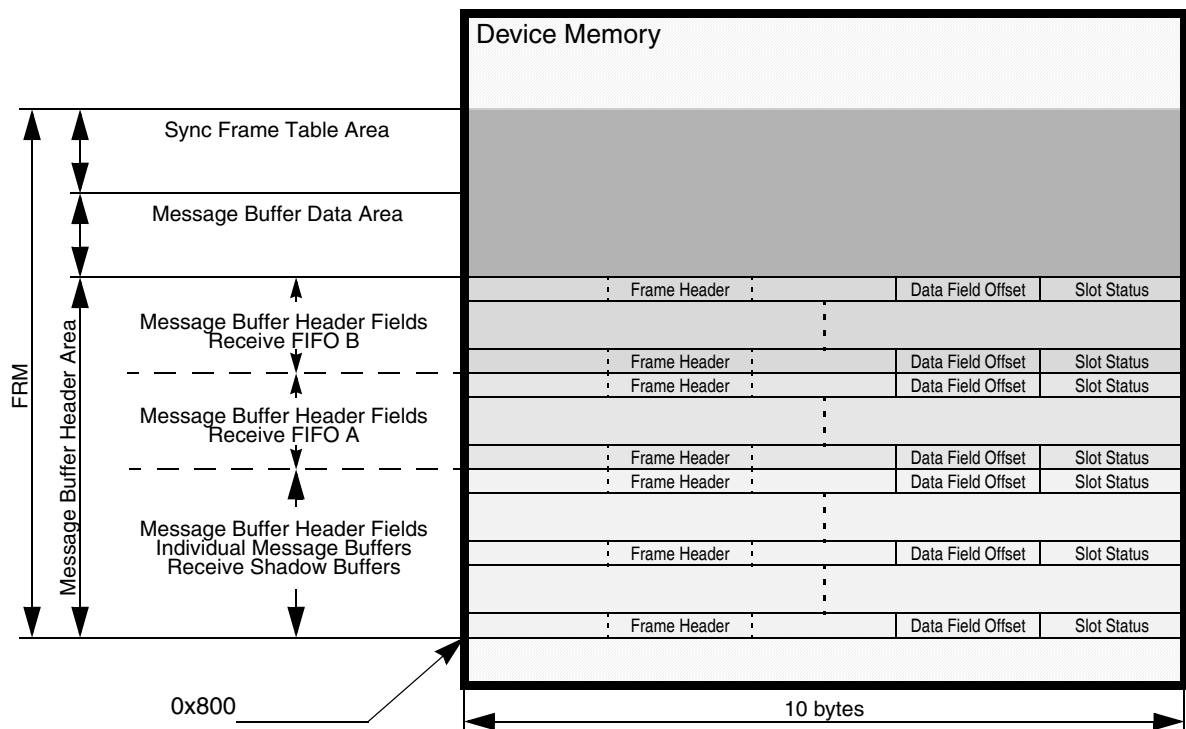 Device Memory
Sync Frame Table Area
Message Buffer Data Area
Frame Header Data Field Offset Slot Status
Message Buffer Header Fields
Receive FIFO B
Frame Header Data Field Offset Slot Status
Frame Header Data Field Offset Slot Status
Message Buffer Header Fields
Receive FIFO A
Frame Header Data Field Offset Slot Status
Frame Header Data Field Offset Slot Status
Message Buffer Header Fields
Individual Message Buffers
Receive Shadow Buffers
Frame Header Data Field Offset Slot Status
Frame Header Data Field Offset Slot Status
FRM
Message Buffer Header Area
0x800
10 bytes